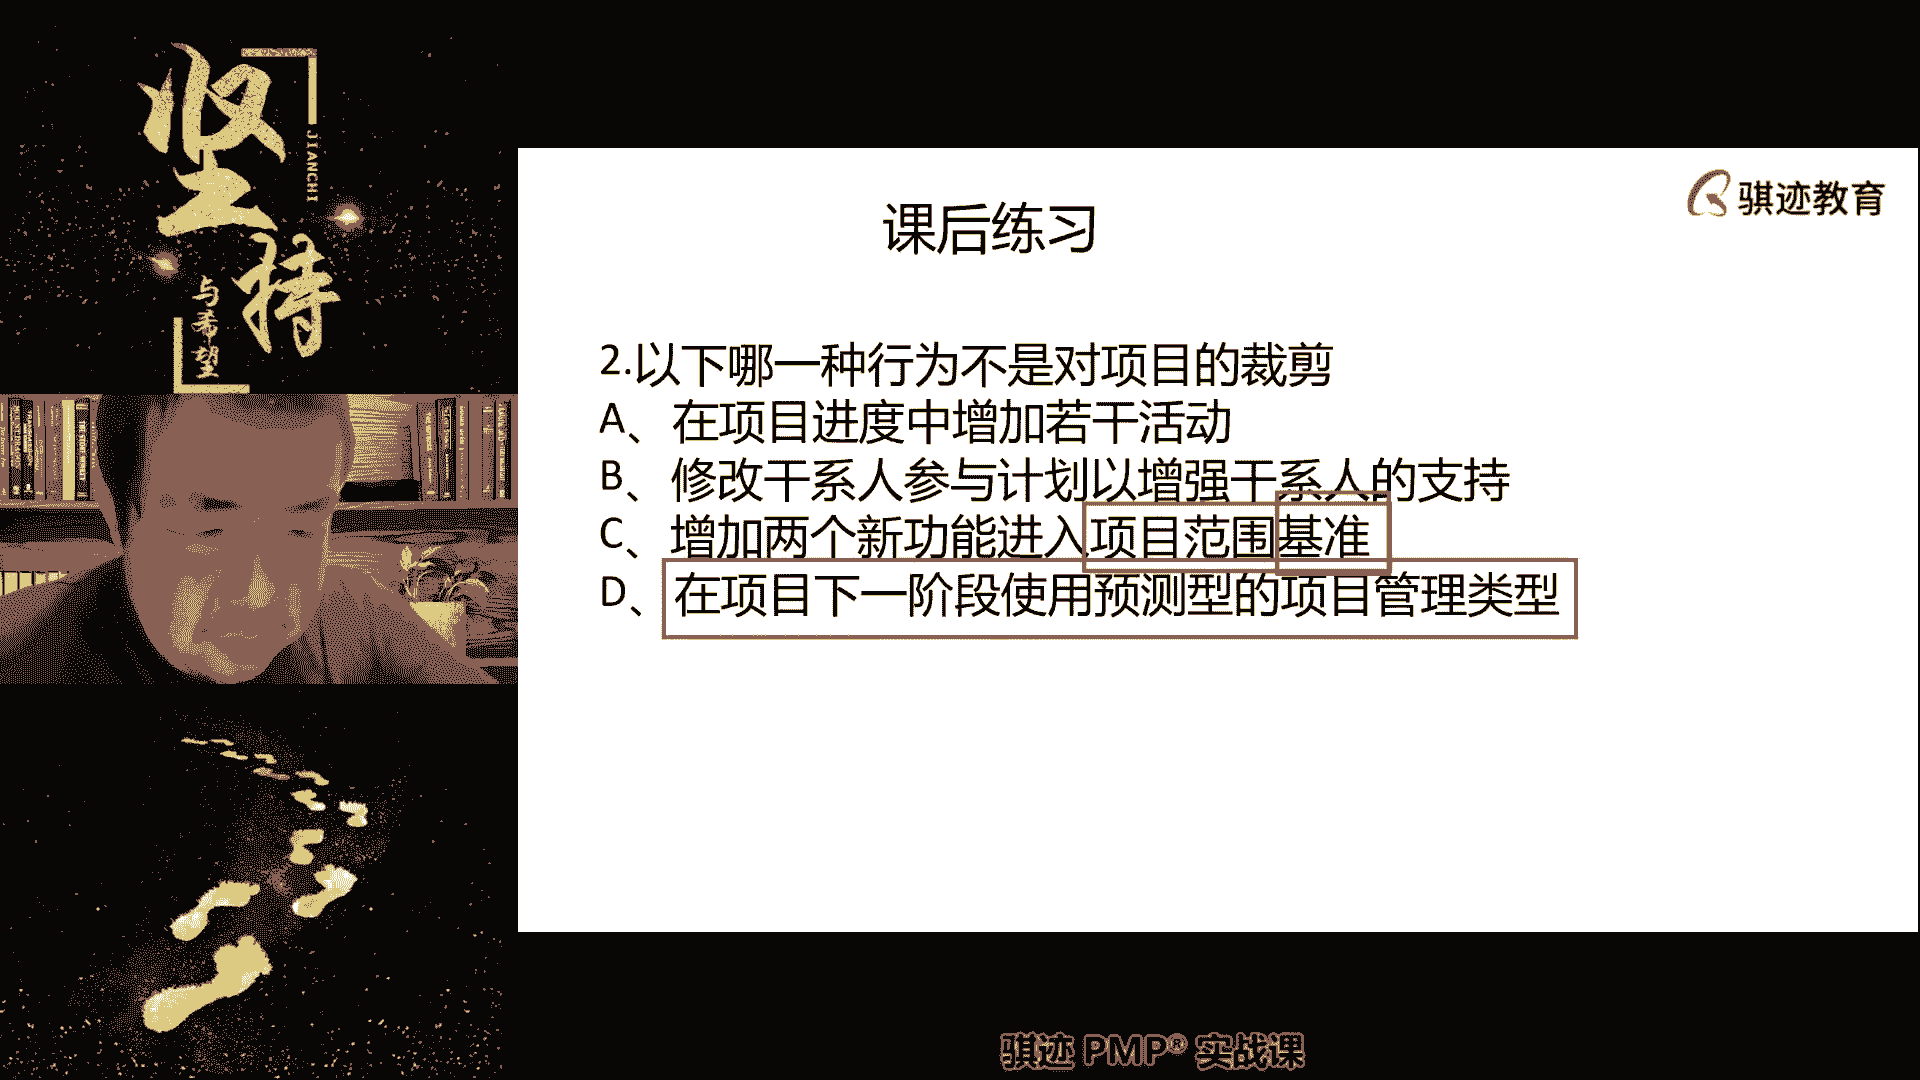 坚持
JIANCHI
与希望
骐迹教育
课后练习
2.以下哪一种行为不是对项目的裁剪
A、在项目进度中增加若干活动
B、修改干系人参与计划以增强干系人的支持
C、增加两个新功能进入项目范围基准
D、在项目下一阶段使用预测型的项目管理类型
骐迹 PMP® 实战课